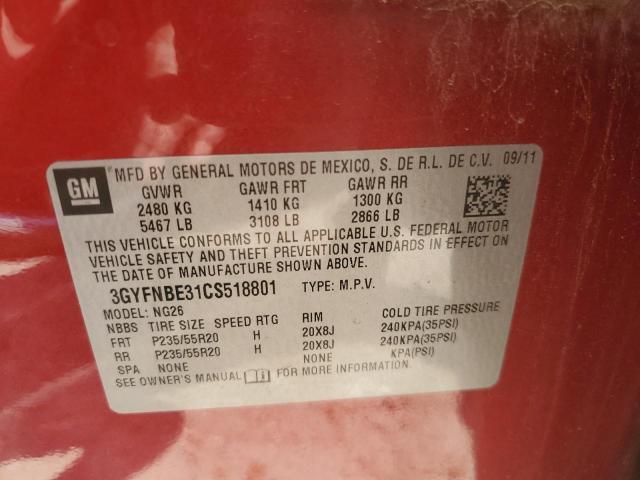 GM
MFD BY GENERAL MOTORS DE MEXICO, S. DE R.L. DE C.V. 09/11
GVWR GAWR FRT GAWR RR
2480 KG 1410 KG 1300 KG
5467 LB 3108 LB 2866 LB
THIS VEHICLE CONFORMS TO ALL APPLICABLE U.S. FEDERAL MOTOR
VEHICLE SAFETY AND THEFT PREVENTION STANDARDS IN EFFECT ON
THE DATE OF MANUFACTURE SHOWN ABOVE.
3GYFNBE31CS518801 TYPE: M.P.V.
MODEL: NG26
NBBS TIRE SIZE SPEED RTG RIM COLD TIRE PRESSURE
FRT P235/55R20 H 20X8J 240KPA(35PSI)
RR P235/55R20 H 20X8J 240KPA(35PSI)
SPA NONE NONE KPA(PSI)
SEE OWNER'S MANUAL FOR MORE INFORMATION.